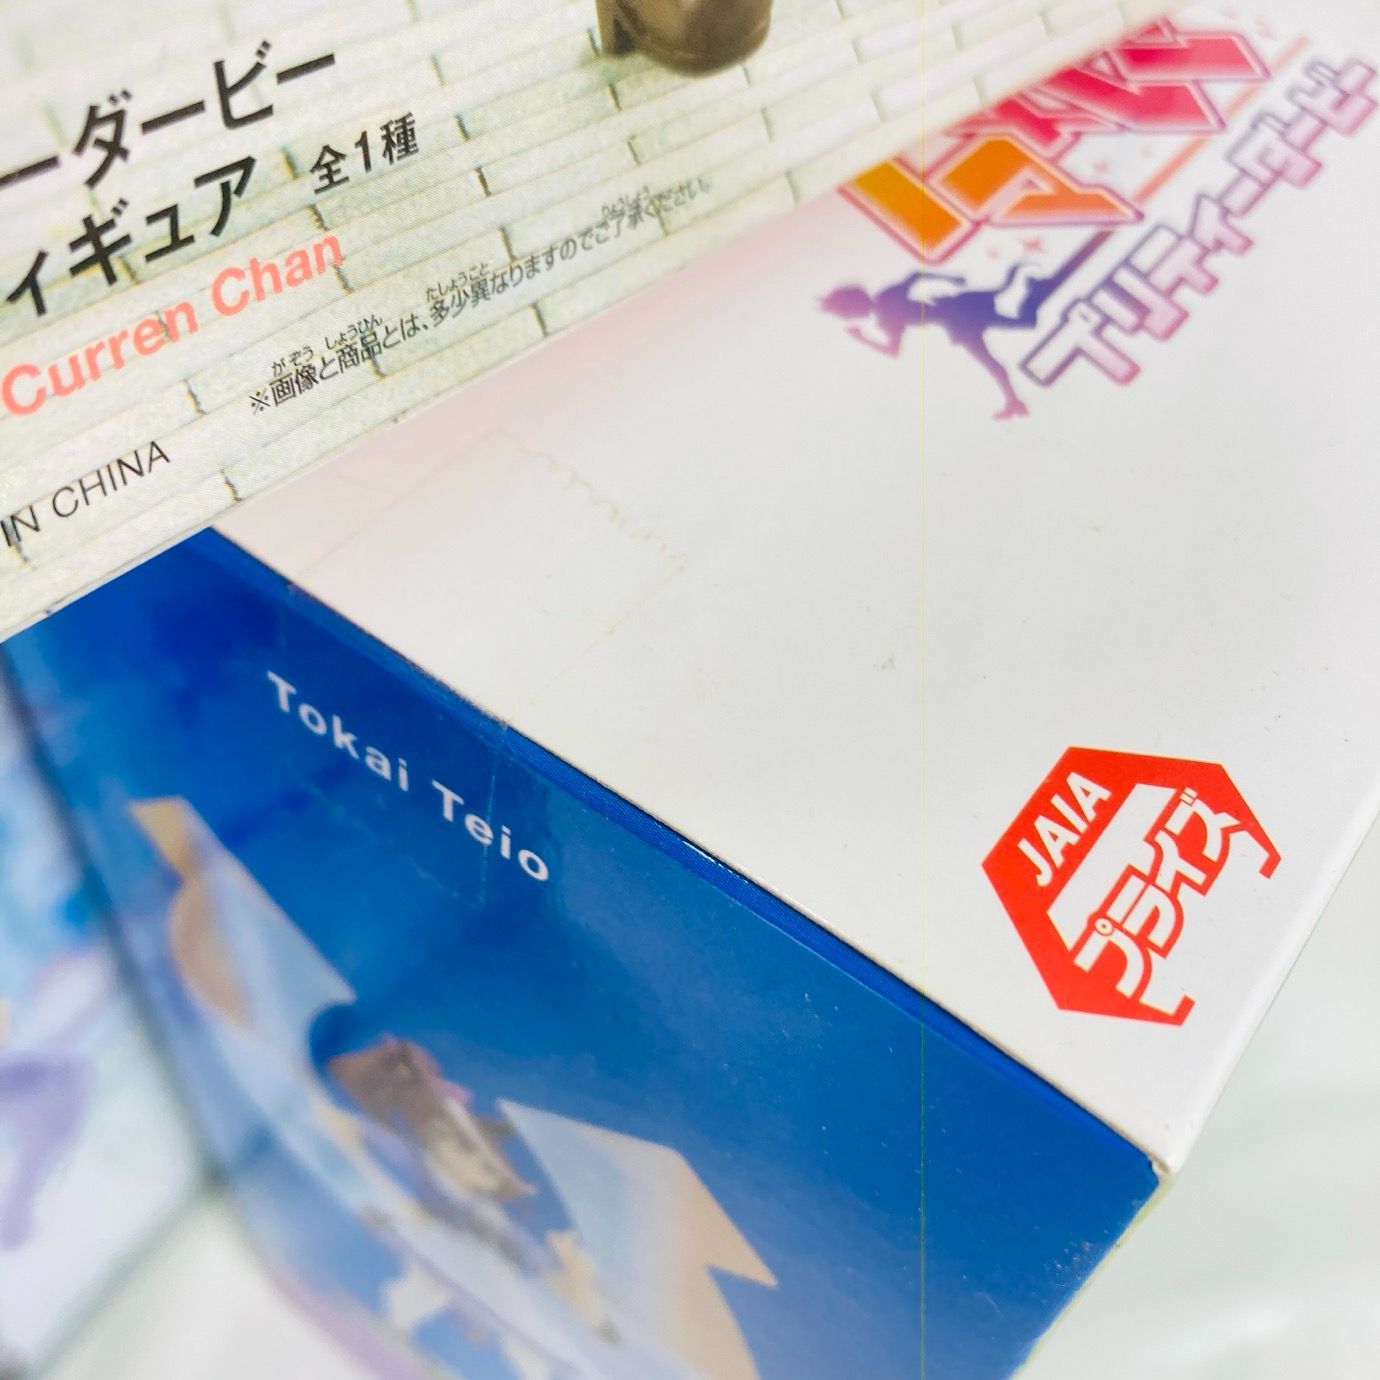 ーダービー
ィギュア 全1種
Curren Chan
※画像と商品とは、多少異なりますのでご了承ください。
IN CHINA
Tokai Teio
JAIA
プライズ